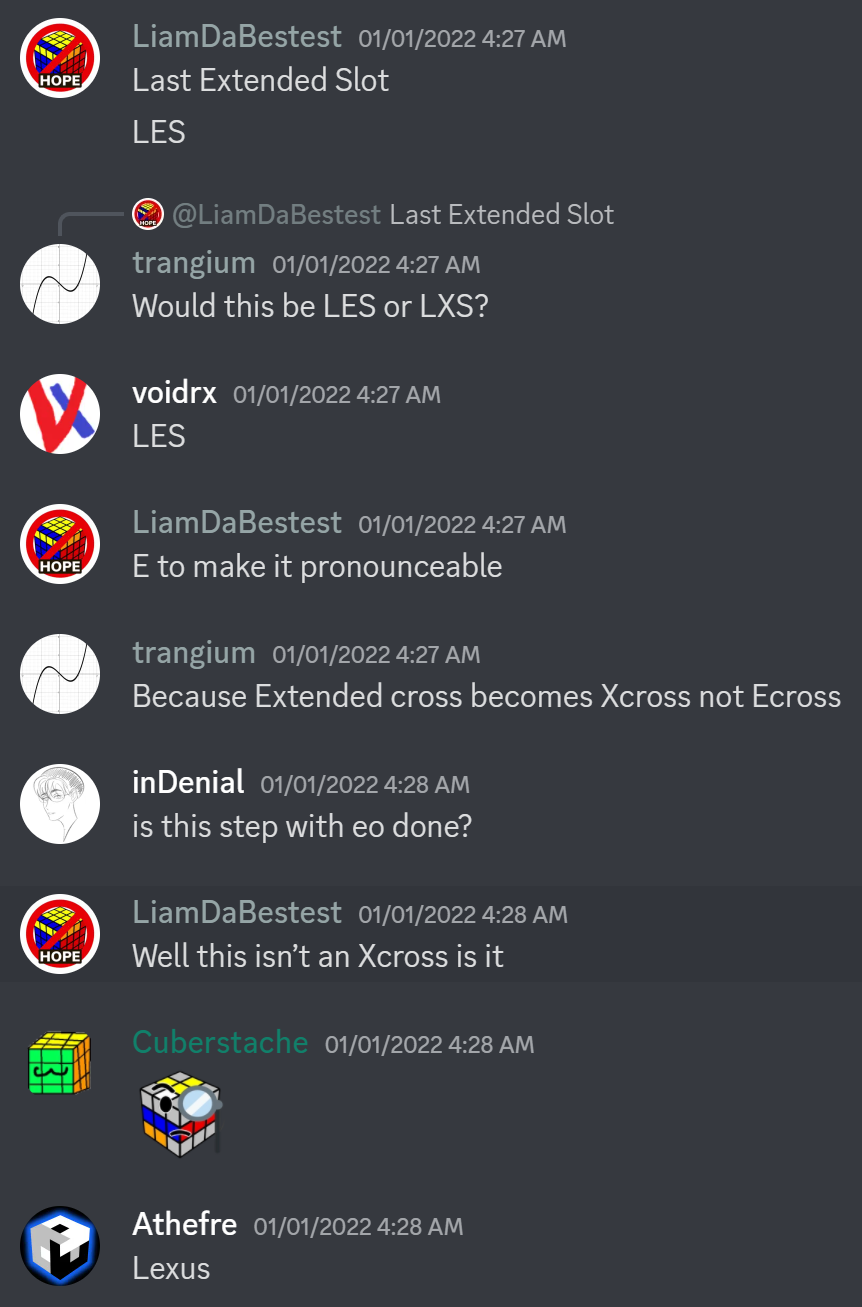 LiamDaBestest 01/01/2022 4:27 AM
HOPE
Last Extended Slot
LES
HOPE
@LiamDaBestest Last Extended Slot
trangium 01/01/2022 4:27 AM
Would this be LES or LXS?
voidrx 01/01/2022 4:27 AM
VX
LES
LiamDaBestest 01/01/2022 4:27 AM
HOPE
E to make it pronounceable
trangium 01/01/2022 4:27 AM
Because Extended cross becomes Xcross not Ecross
inDenial 01/01/2022 4:28 AM
is this step with eo done?
LiamDaBestest 01/01/2022 4:28 AM
HOPE
Well this isn’t an Xcross is it
Cuberstache 01/01/2022 4:28 AM
Athefre 01/01/2022 4:28 AM
Lexus